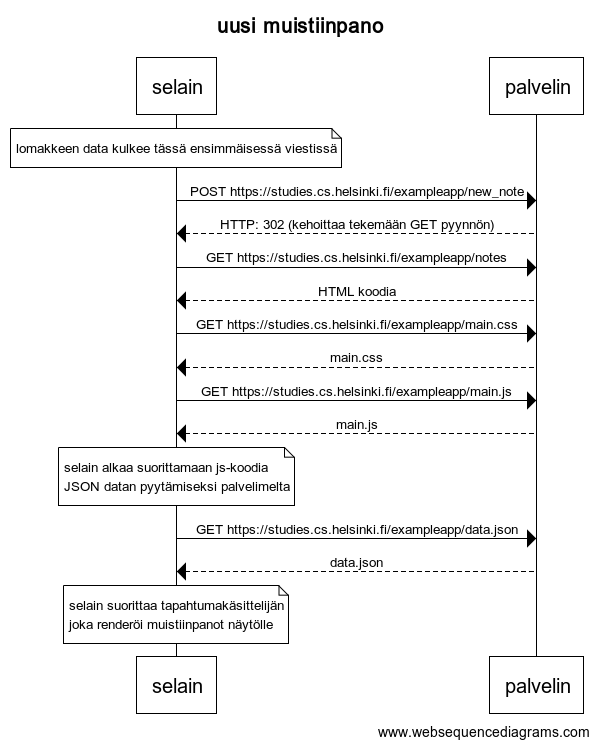 uusi muistiinpano
selain
palvelin
lomakkeen data kulkee tässä ensimmäisessä viestissä
POST https://studies.cs.helsinki.fi/exampleapp/new_note
HTTP: 302 (kehoittaa tekemään GET pyynnön)
GET https://studies.cs.helsinki.fi/exampleapp/notes
HTML koodia
GET https://studies.cs.helsinki.fi/exampleapp/main.css
main.css
GET https://studies.cs.helsinki.fi/exampleapp/main.js
main.js
selain alkaa suorittamaan js-koodia
JSON datan pyytämiseksi palvelimelta
GET https://studies.cs.helsinki.fi/exampleapp/data.json
data.json
selain suorittaa tapahtumakäsittelijän
joka renderöi muistiinpanot näytölle
selain
palvelin
www.websequencediagrams.com